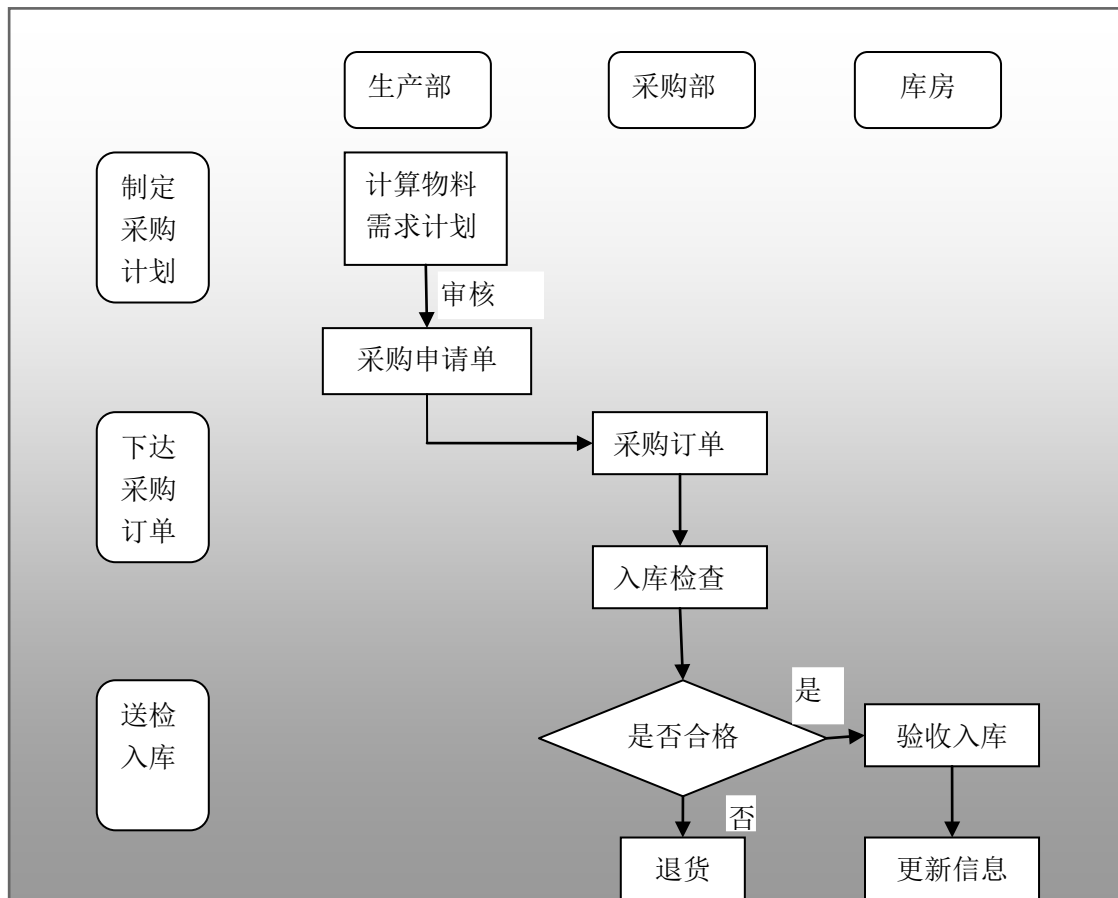 生产部
采购部
库房
制定
采购
计划
计算物料
需求计划
审核
采购申请单
下达
采购
订单
采购订单
入库检查
送检
入库
是否合格
是
验收入库
否
退货
更新信息